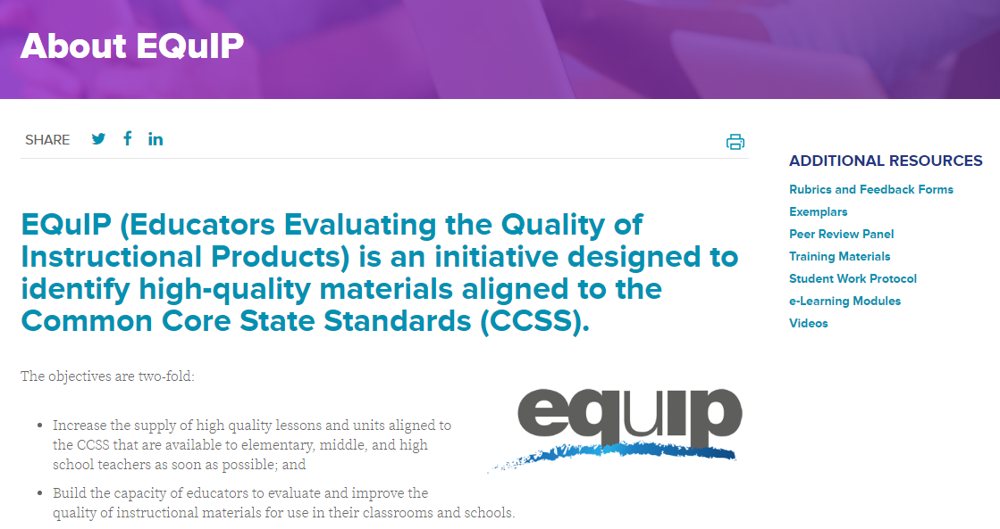 About EQuIP
SHARE
EQuIP (Educators Evaluating the Quality of
Instructional Products) is an initiative designed to
identify high-quality materials aligned to the
Common Core State Standards (CCSS).
The objectives are two-fold:
• Increase the supply of high quality lessons and units aligned to
the CCSS that are available to elementary, middle, and high
school teachers as soon as possible; and
• Build the capacity of educators to evaluate and improve the
quality of instructional materials for use in their classrooms and schools.
equip
ADDITIONAL RESOURCES
Rubrics and Feedback Forms
Exemplars
Peer Review Panel
Training Materials
Student Work Protocol
e-Learning Modules
Videos